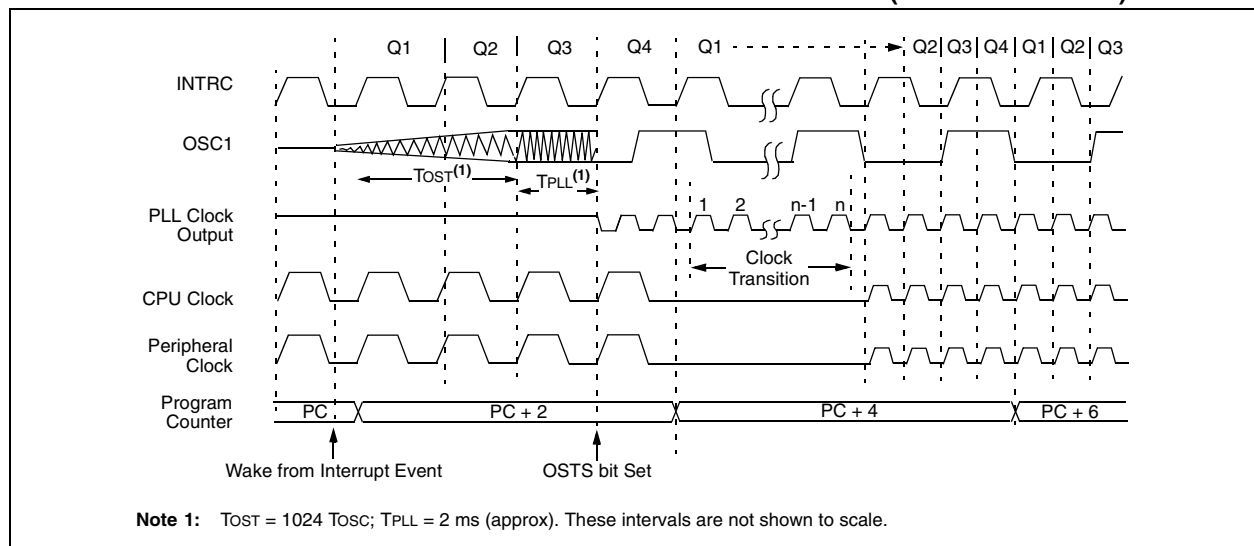 Q1 Q2 Q3 Q4 Q1 Q2 Q3 Q4 Q1 Q2 Q3
INTRC
OSC1
TOST(1) TPLL(1)
PLL Clock
Output
1 2 n-1 n
Clock
Transition
CPU Clock
Peripheral
Clock
Program
Counter
PC PC + 2 PC + 4 PC + 6
Wake from Interrupt Event OSTS bit Set
Note 1: TOST = 1024 TOSC; TPLL = 2 ms (approx). These intervals are not shown to scale.